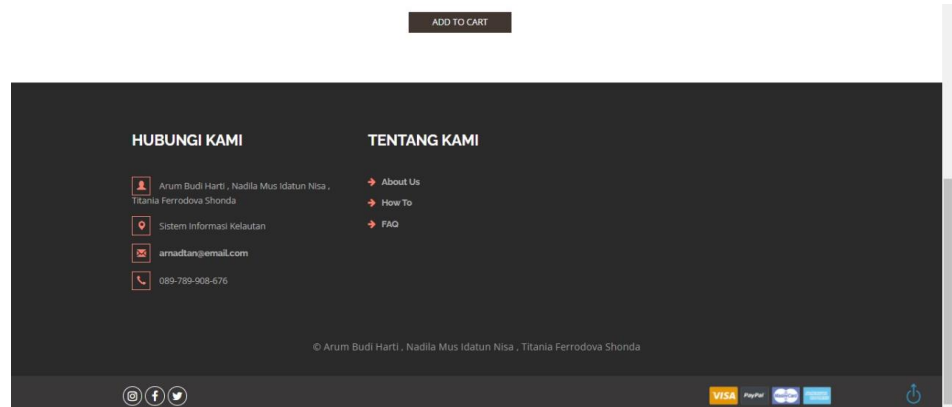 ADD TO CART
HUBUNGI KAMI
Arum Budi Harti , Nadila Mus Idatun Nisa ,
Titania Ferrodova Shonda
Sistem Informasi Kelautan
arnadtan@email.com
089-789-908-676
TENTANG KAMI
About Us
How To
FAQ
© Arum Budi Harti , Nadila Mus Idatun Nisa , Titania Ferrodova Shonda
VISA PayPal